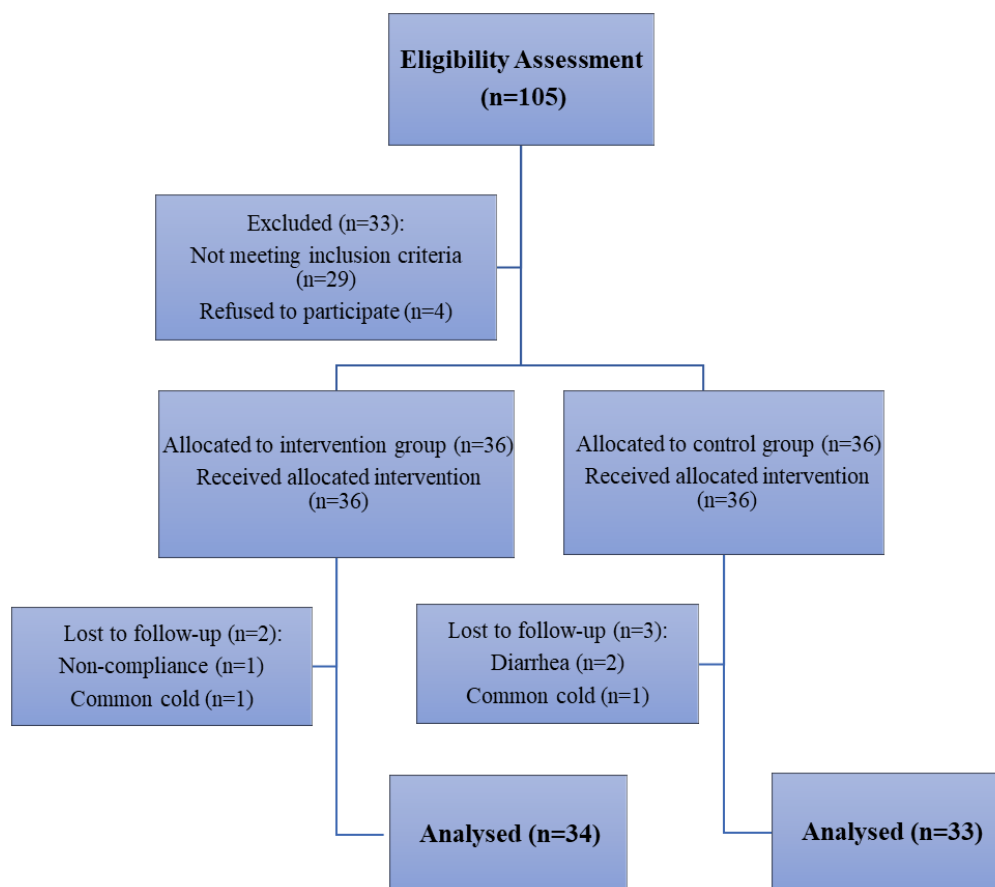 Eligibility Assessment
(n=105)
Excluded (n=33):
Not meeting inclusion criteria
(n=29)
Refused to participate (n=4)
Allocated to intervention group (n=36)
Received allocated intervention
(n=36)
Allocated to control group (n=36)
Received allocated intervention
(n=36)
Lost to follow-up (n=2):
Non-compliance (n=1)
Common cold (n=1)
Lost to follow-up (n=3):
Diarrhea (n=2)
Common cold (n=1)
Analysed (n=34)
Analysed (n=33)